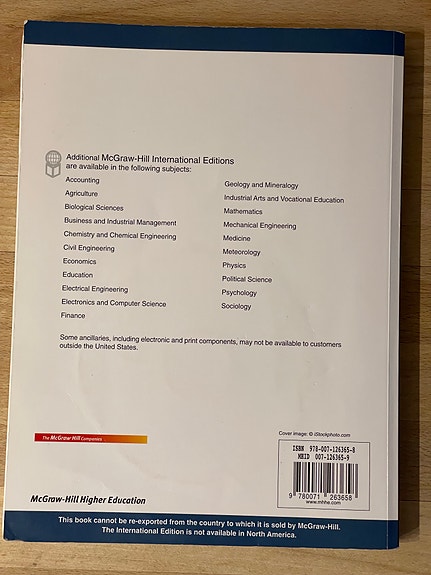 Additional McGraw-Hill International Editions
are available in the following subjects:
Accounting
Agriculture
Biological Sciences
Business and Industrial Management
Chemistry and Chemical Engineering
Civil Engineering
Economics
Education
Electrical Engineering
Electronics and Computer Science
Finance
Geology and Mineralogy
Industrial Arts and Vocational Education
Mathematics
Mechanical Engineering
Medicine
Meteorology
Physics
Political Science
Psychology
Sociology
Some ancillaries, including electronic and print components, may not be available to customers
outside the United States.
The McGraw-Hill Companies
Cover image: © iStockphoto.com
ISBN 978-007-126365-8
MHID 007-126365-9
9 780071 263658
www.mhhe.com
McGraw-Hill Higher Education
This book cannot be re-exported from the country to which it is sold by McGraw-Hill.
The International Edition is not available in North America.